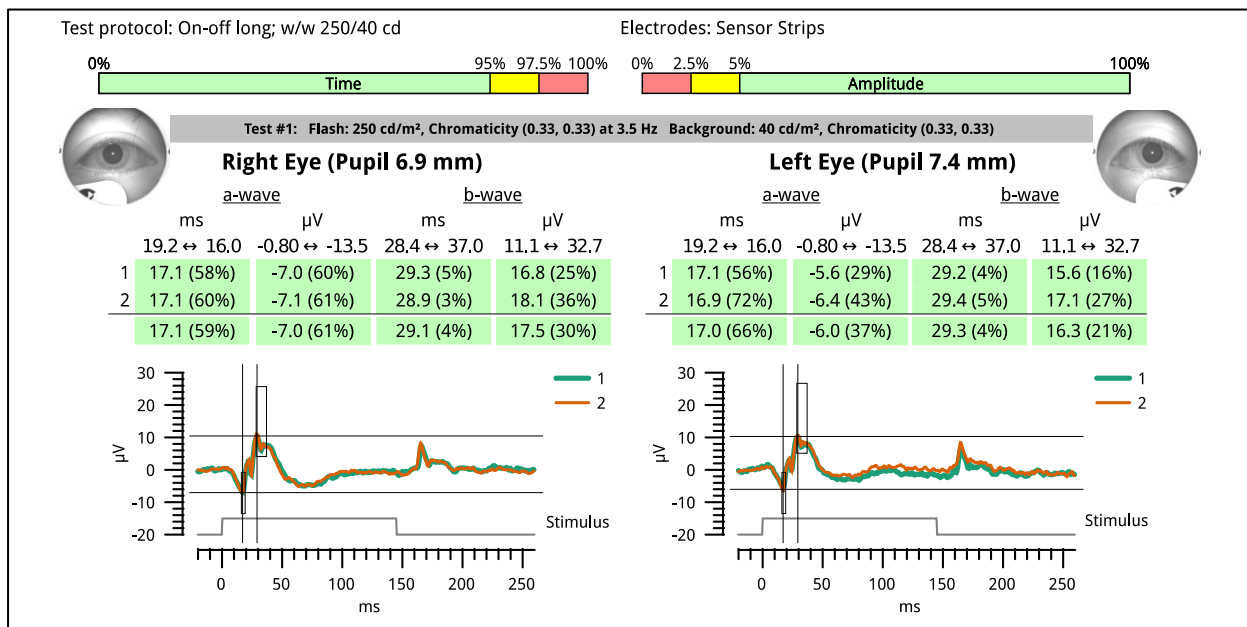 Test protocol: On-off long; w/w 250/40 cd Electrodes: Sensor Strips
0% 95% 97.5% 100% 0% 2.5% 5% 100%
Time Amplitude
Test #1: Flash: 250 cd/m², Chromaticity (0.33, 0.33) at 3.5 Hz Background: 40 cd/m², Chromaticity (0.33, 0.33)
Right Eye (Pupil 6.9 mm)
a-wave b-wave
ms µV ms µV
19.2 ↔ 16.0 -0.80 ↔ -13.5 28.4 ↔ 37.0 11.1 ↔ 32.7
1 17.1 (58%) -7.0 (60%) 29.3 (5%) 16.8 (25%)
2 17.1 (60%) -7.1 (61%) 28.9 (3%) 18.1 (36%)
17.1 (59%) -7.0 (61%) 29.1 (4%) 17.5 (30%)
30
20
10
0
-10
-20
µV
1
2
Stimulus
0 50 100 150 200 250
ms
Left Eye (Pupil 7.4 mm)
a-wave b-wave
ms µV ms µV
19.2 ↔ 16.0 -0.80 ↔ -13.5 28.4 ↔ 37.0 11.1 ↔ 32.7
1 17.1 (56%) -5.6 (29%) 29.2 (4%) 15.6 (16%)
2 16.9 (72%) -6.4 (43%) 29.4 (5%) 17.1 (27%)
17.0 (66%) -6.0 (37%) 29.3 (4%) 16.3 (21%)
30
20
10
0
-10
-20
µV
1
2
Stimulus
0 50 100 150 200 250
ms